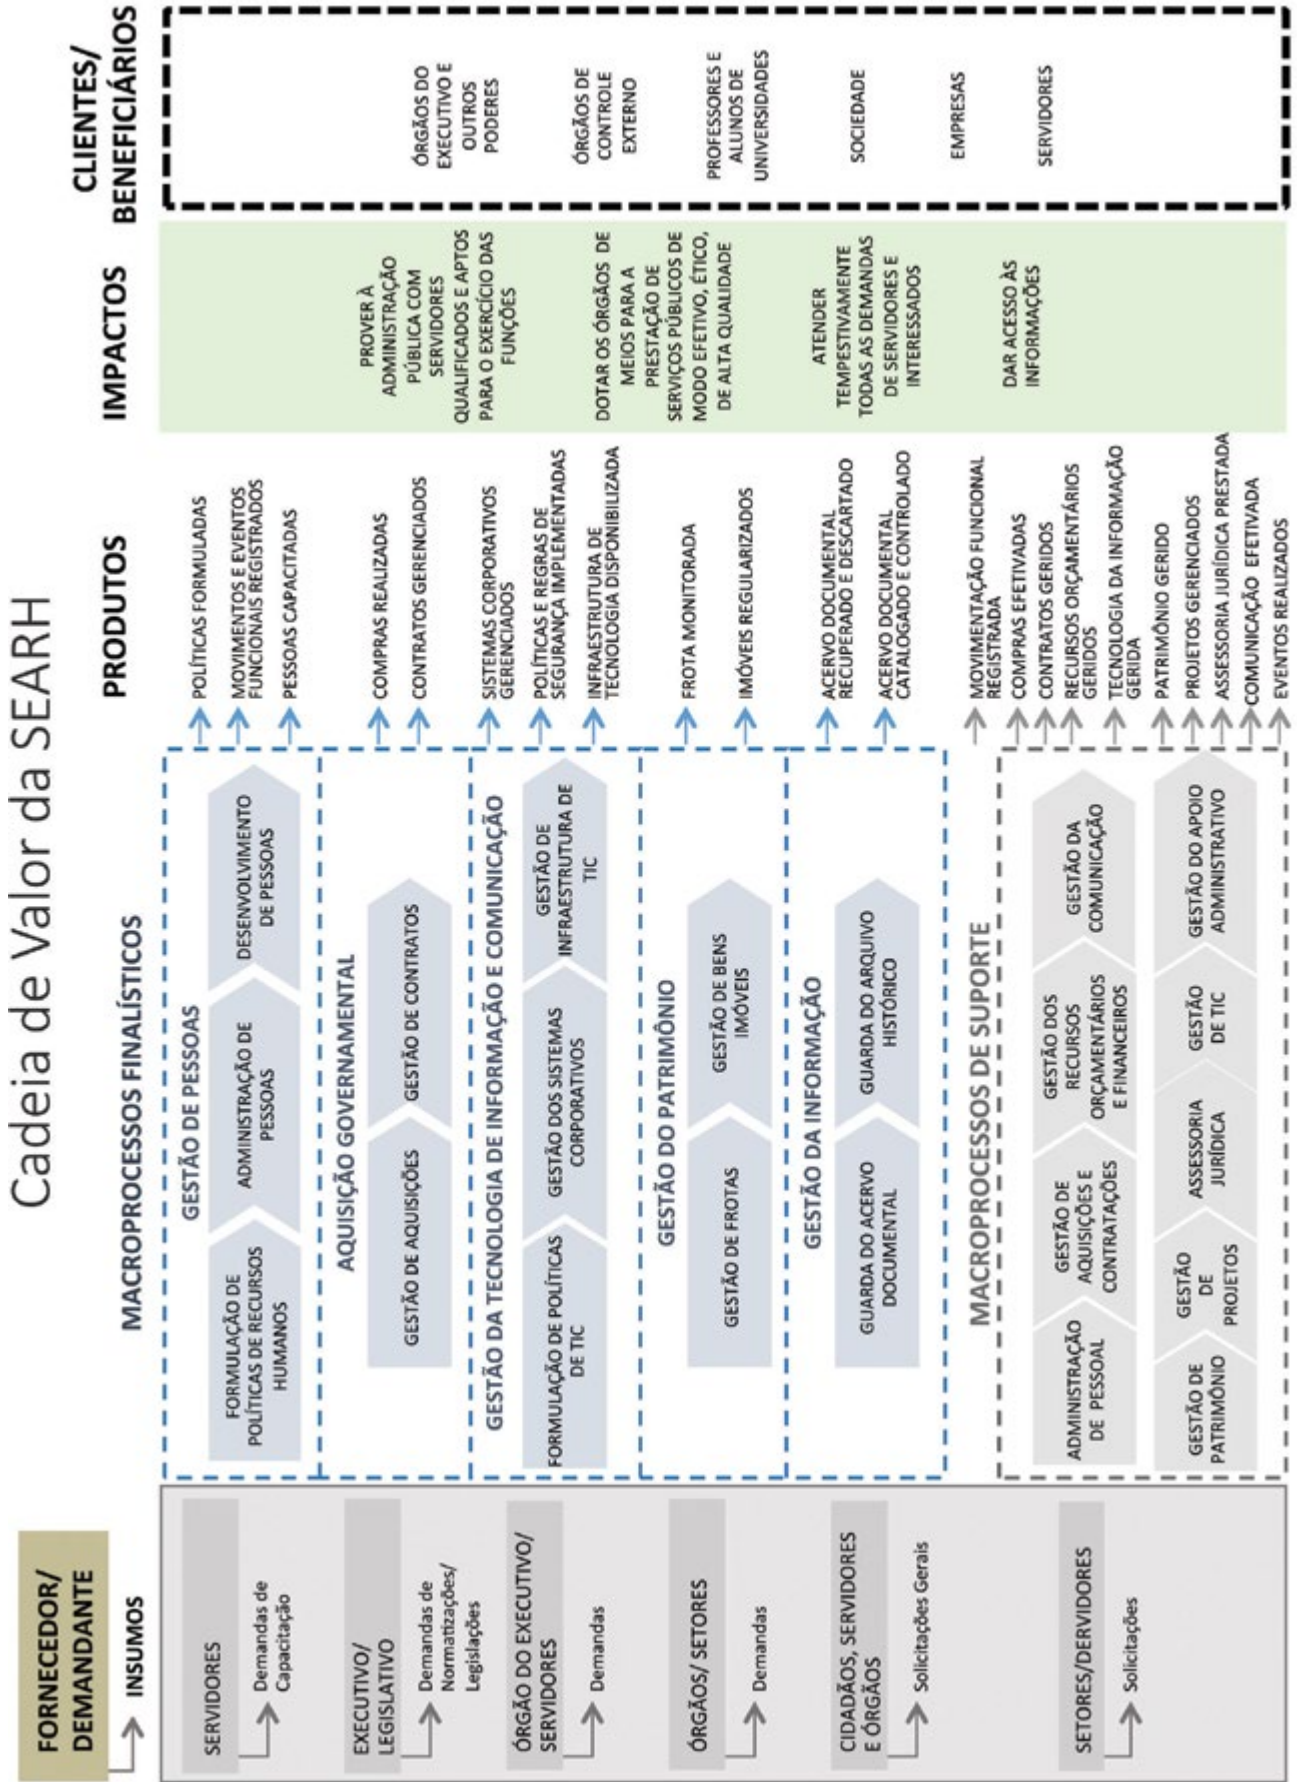 Cadeia de Valor da SEARH
FORNECEDOR/
DEMANDANTE
INSUMOS
SERVIDORES
Demandas de
Capacitação
EXECUTIVO/
LEGISLATIVO
Demandas de
Normatizações/
Legislações
ÓRGÃO DO EXECUTIVO/
SERVIDORES
Demandas
ÓRGÃOS/ SETORES
Demandas
CIDADÃOS, SERVIDORES
E ÓRGÃOS
Solicitações Gerais
SETORES/DERVIDORES
Solicitações
MACROPROCESSOS FINALÍSTICOS
GESTÃO DE PESSOAS
FORMULAÇÃO DE
POLÍTICAS DE RECURSOS
HUMANOS
ADMINISTRAÇÃO DE
PESSOAS
DESENVOLVIMENTO
DE PESSOAS
AQUISIÇÃO GOVERNAMENTAL
GESTÃO DE AQUISIÇÕES
GESTÃO DE CONTRATOS
GESTÃO DA TECNOLOGIA DE INFORMAÇÃO E COMUNICAÇÃO
FORMULAÇÃO DE POLÍTICAS
DE TIC
GESTÃO DOS SISTEMAS
CORPORATIVOS
GESTÃO DE
INFRAESTRUTURA DE
TIC
GESTÃO DO PATRIMÔNIO
GESTÃO DE FROTAS
GESTÃO DE BENS
IMÓVEIS
GESTÃO DA INFORMAÇÃO
GUARDA DO ACERVO
DOCUMENTAL
GUARDA DO ARQUIVO
HISTÓRICO
MACROPROCESSOS DE SUPORTE
ADMINISTRAÇÃO
DE PESSOAL
GESTÃO DE
AQUISIÇÕES E
CONTRATAÇÕES
GESTÃO DOS
RECURSOS
ORÇAMENTÁRIOS
E FINANCEIROS
GESTÃO DA
COMUNICAÇÃO
GESTÃO DE
PATRIMÔNIO
GESTÃO
DE
PROJETOS
ASSESSORIA
JURÍDICA
GESTÃO
DE TIC
GESTÃO DO APOIO
ADMINISTRATIVO
PRODUTOS
POLÍTICAS FORMULADAS
MOVIMENTOS E EVENTOS
FUNCIONAIS REGISTRADOS
PESSOAS CAPACITADAS
COMPRAS REALIZADAS
CONTRATOS GERENCIADOS
SISTEMAS CORPORATIVOS
GERENCIADOS
POLÍTICAS E REGRAS DE
SEGURANÇA IMPLEMENTADAS
INFRAESTRUTURA DE
TECNOLOGIA DISPONIBILIZADA
FROTA MONITORADA
IMÓVEIS REGULARIZADOS
ACERVO DOCUMENTAL
RECUPERADO E DESCARTADO
ACERVO DOCUMENTAL
CATALOGADO E CONTROLADO
MOVIMENTAÇÃO FUNCIONAL
REGISTRADA
COMPRAS EFETIVADAS
CONTRATOS GERIDOS
RECURSOS ORÇAMENTÁRIOS
GERIDOS
TECNOLOGIA DA INFORMAÇÃO
GERIDA
PATRIMÔNIO GERIDO
PROJETOS GERENCIADOS
ASSESSORIA JURÍDICA PRESTADA
COMUNICAÇÃO EFETIVADA
EVENTOS REALIZADOS
IMPACTOS
PROVER À
ADMINISTRAÇÃO
PÚBLICA COM
SERVIDORES
QUALIFICADOS E APTOS
PARA O EXERCÍCIO DAS
FUNÇÕES
DOTAR OS ÓRGÃOS DE
MEIOS PARA A
PRESTAÇÃO DE
SERVIÇOS PÚBLICOS DE
MODO EFETIVO, ÉTICO,
DE ALTA QUALIDADE
ATENDER
TEMPESTIVAMENTE
TODAS AS DEMANDAS
DE SERVIDORES E
INTERESSADOS
DAR ACESSO ÀS
INFORMAÇÕES
CLIENTES/
BENEFICIÁRIOS
ÓRGÃOS DO
EXECUTIVO E
OUTROS
PODERES
ÓRGÃOS DE
CONTROLE
EXTERNO
PROFESSORES E
ALUNOS DE
UNIVERSIDADES
SOCIEDADE
EMPRESAS
SERVIDORES